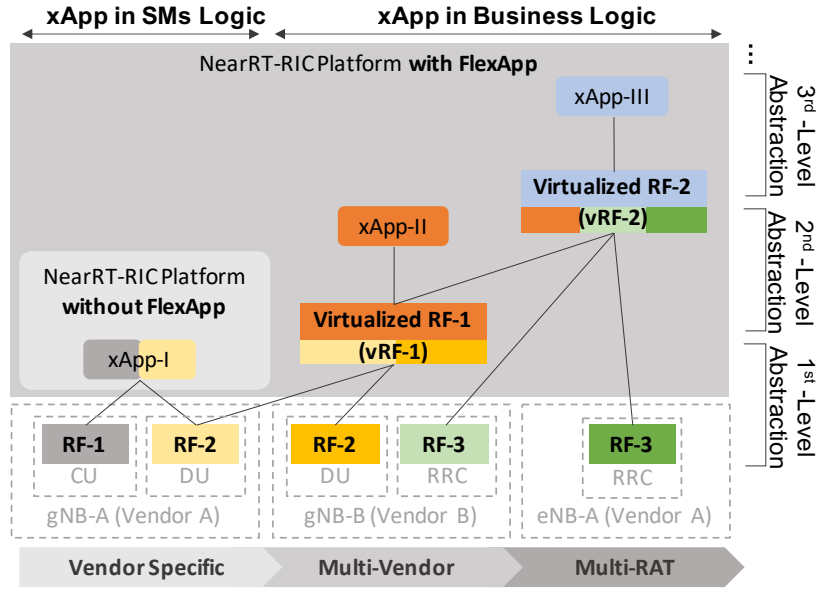 xApp in SMs Logic
xApp in Business Logic
...
NearRT-RIC Platform with FlexApp
3rd -Level
Abstraction
xApp-III
Virtualized RF-2
(vRF-2)
2nd -Level
Abstraction
xApp-II
NearRT-RIC Platform
without FlexApp
Virtualized RF-1
(vRF-1)
xApp-I
1st -Level
Abstraction
RF-1
RF-2
RF-2
RF-3
RF-3
CU
DU
DU
RRC
RRC
gNB-A (Vendor A)
gNB-B (Vendor B)
eNB-A (Vendor A)
Vendor Specific
Multi-Vendor
Multi-RAT